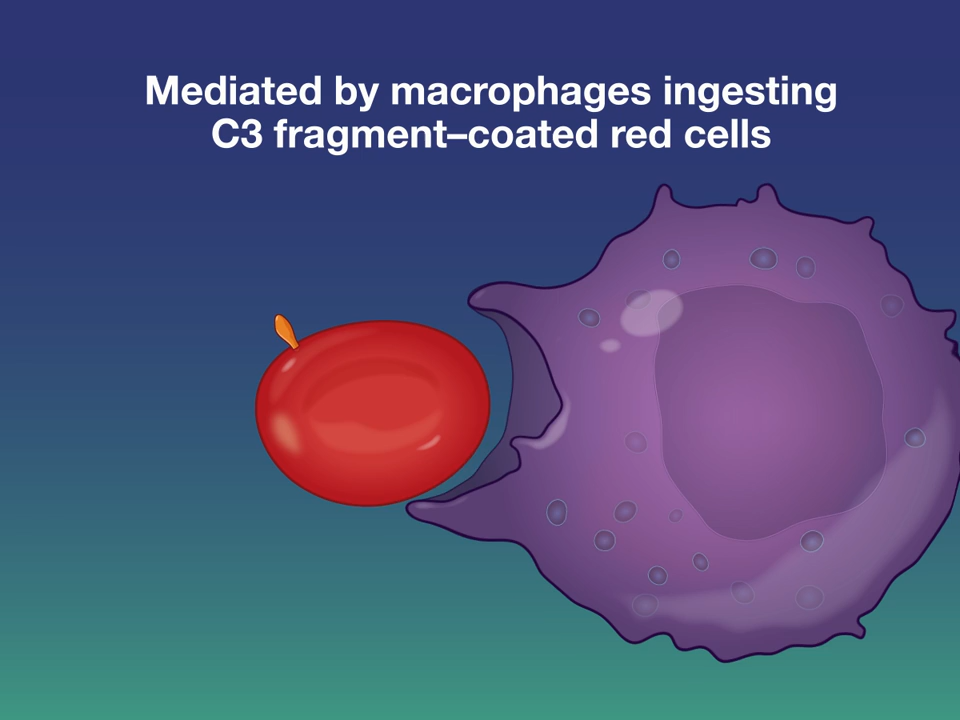 Mediated by macrophages ingesting
C3 fragment–coated red cells